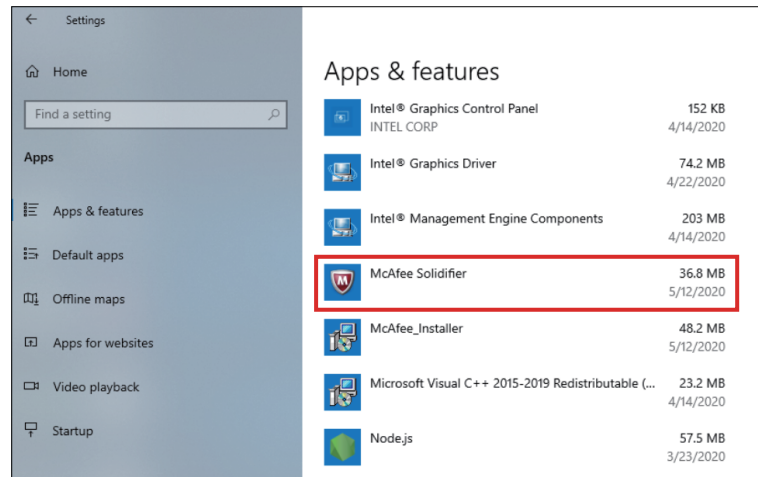 Settings
Home
Find a setting
Apps
Apps & features
Default apps
Offline maps
Apps for websites
Video playback
Startup
Apps & features
Intel® Graphics Control Panel 152 KB
INTEL CORP 4/14/2020
Intel® Graphics Driver 74.2 MB
4/22/2020
Intel® Management Engine Components 203 MB
4/14/2020
McAfee Solidifier 36.8 MB
5/12/2020
McAfee_Installer 48.2 MB
5/12/2020
Microsoft Visual C++ 2015-2019 Redistributable (... 23.2 MB
4/14/2020
Node.js 57.5 MB
3/23/2020